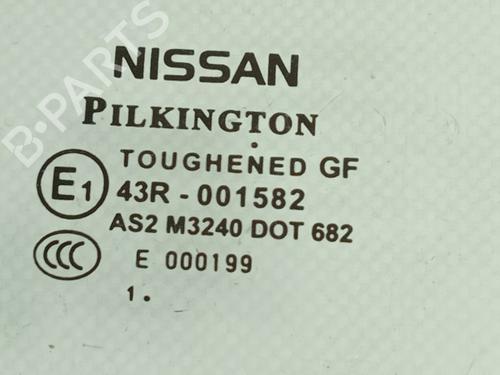 NISSAN
PILKINGTON
TOUGHENED GF
E1 43R - 001582
AS2 M3240 DOT 682
CCC E 000199
1.
B-PARTS